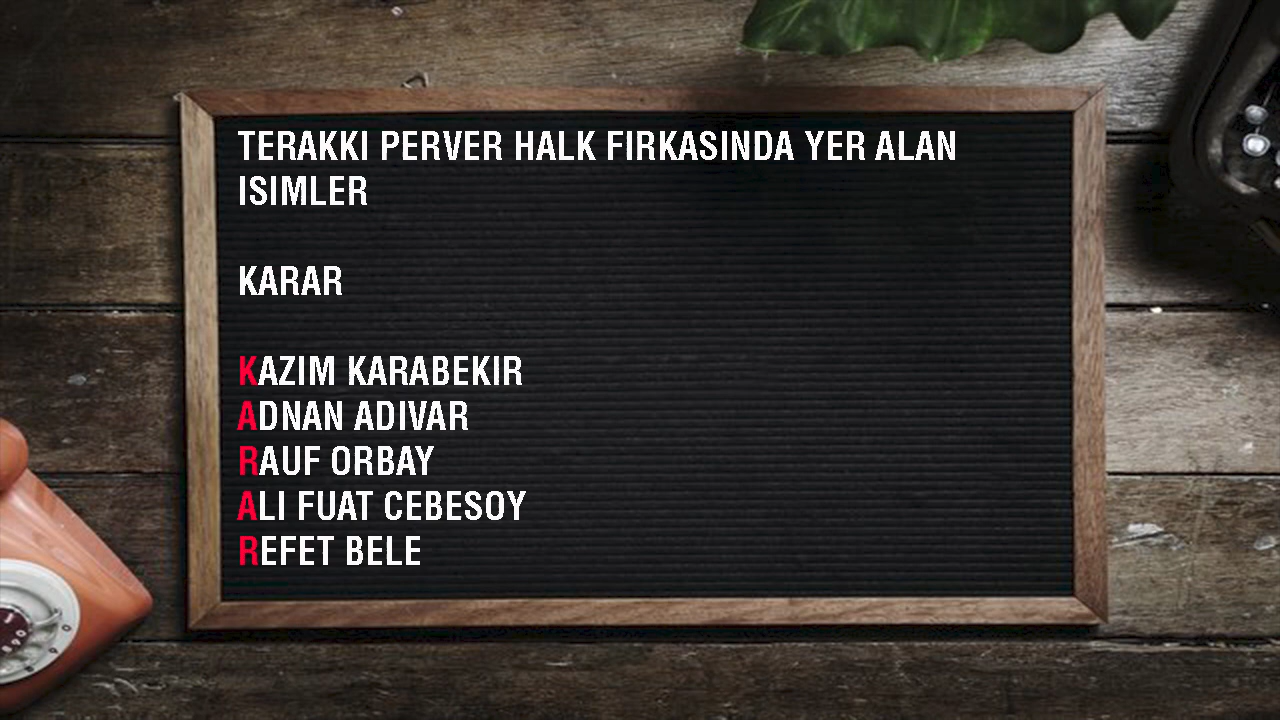 TERAKKI PERVER HALK FIRKASINDA YER ALAN
ISIMLER
KARAR
KAZIM KARABEKIR
ADNAN ADIVAR
RAUF ORBAY
ALI FUAT CEBESOY
REFET BELE